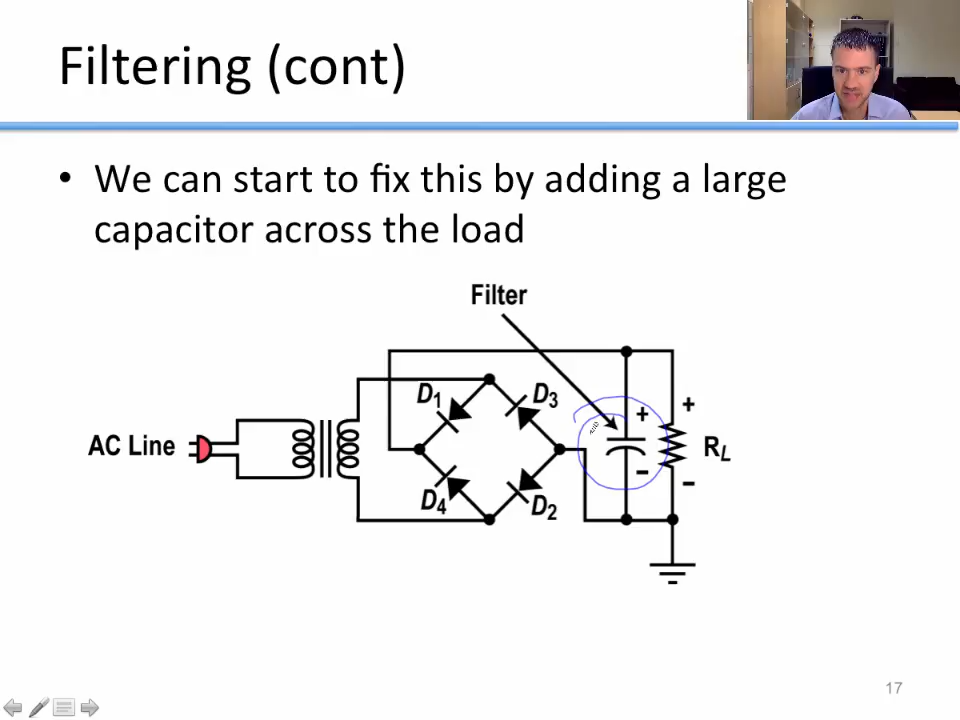 Filtering (cont)
• We can start to fix this by adding a large
capacitor across the load
Filter
D1 D3
+ +
AC Line
RL
- -
D4 D2
17